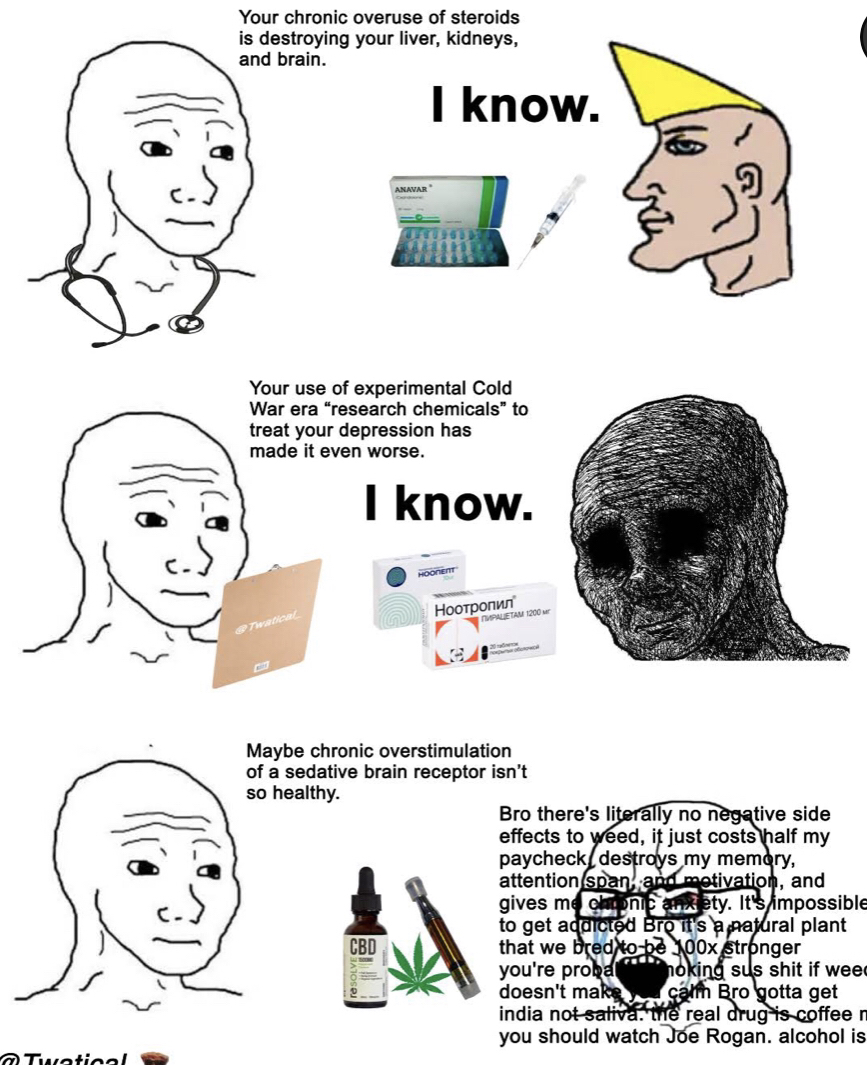 Your chronic overuse of steroids
is destroying your liver, kidneys,
and brain.
I know.
ANAVAR
Your use of experimental Cold
War era “research chemicals” to
treat your depression has
made it even worse.
I know.
@Twatical_
НООПЕПТ®
Ноотропил®
ПИРАЦЕТАМ 1200 мг
20 таблеток
покрытых оболочкой
Maybe chronic overstimulation
of a sedative brain receptor isn’t
so healthy.
CBD
reSOLVE
Bro there's literally no negative side
effects to weed, it just costs half my
paycheck, destroys my memory,
attention span, and motivation, and
gives me chronic anxiety. It's impossible
to get addicted Bro it's a natural plant
that we bred to be 100x stronger
you're smoking sus shit if weed
doesn't make you calm Bro gotta get
india not saliva. the real drug is coffee
you should watch Joe Rogan. alcohol is
@Twatical